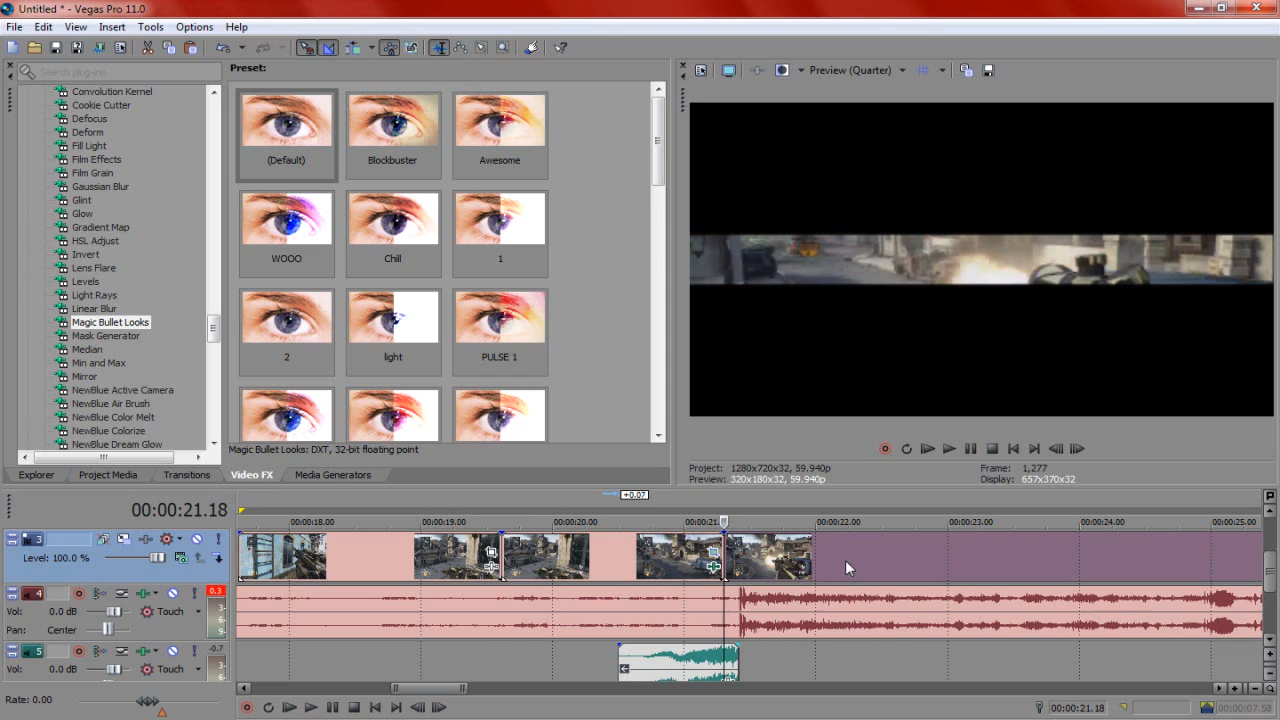 Untitled * - Vegas Pro 11.0
File Edit View Insert Tools Options Help
Search plug-ins
Convolution Kernel
Cookie Cutter
Defocus
Deform
Fill Light
Film Effects
Film Grain
Gaussian Blur
Glint
Glow
Gradient Map
HSL Adjust
Invert
Lens Flare
Levels
Light Rays
Linear Blur
Magic Bullet Looks
Mask Generator
Median
Min and Max
Mirror
NewBlue Active Camera
NewBlue Air Brush
NewBlue Color Melt
NewBlue Colorize
NewBlue Dream Glow
Preset:
(Default) Blockbuster Awesome
WOOO Chill 1
2 light PULSE 1
Magic Bullet Looks: DXT, 32-bit floating point
Explorer Project Media Transitions Video FX Media Generators
Preview (Quarter)
Project: 1280x720x32, 59.940p Frame: 1,277
Preview: 320x180x32, 59.940p Display: 657x370x32
00:00:21.18
+0.07
00:00:18.00 00:00:19.00 00:00:20.00 00:00:21. 00:00:22.00 00:00:23.00 00:00:24.00 00:00:25.00
3
Level: 100.0 %
4 0.3
Vol: 0.0 dB Touch 3-
6-
Pan: Center 9-
5 -0.7
Vol: 0.0 dB Touch 3-
Rate: 0.00
00:00:21.18 00:00:07.58